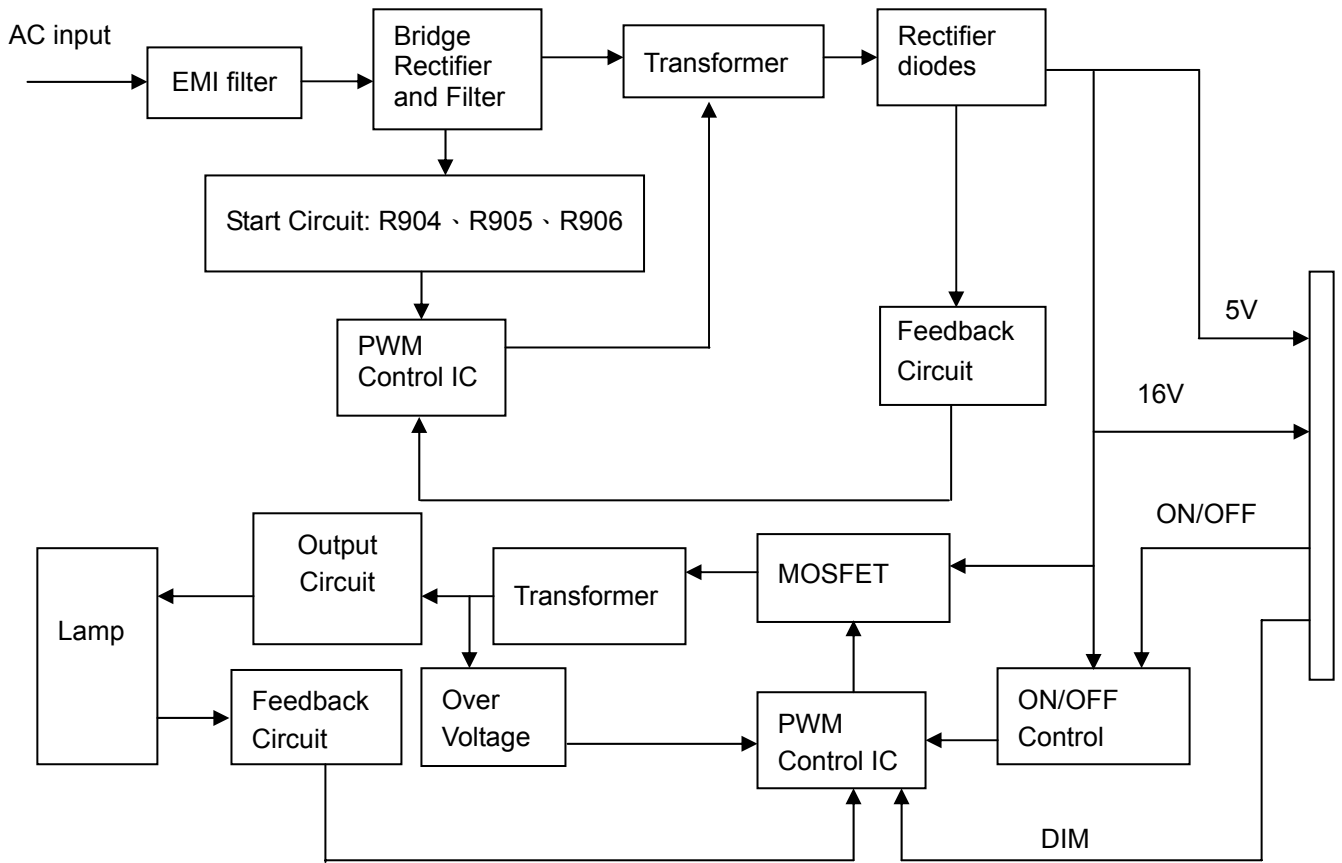 AC input
EMI filter
Bridge
Rectifier
and Filter
Transformer
Rectifier
diodes
Start Circuit: R904、R905、R906
PWM
Control IC
Feedback
Circuit
5V
16V
ON/OFF
Lamp
Output
Circuit
Transformer
MOSFET
Feedback
Circuit
Over
Voltage
PWM
Control IC
ON/OFF
Control
DIM